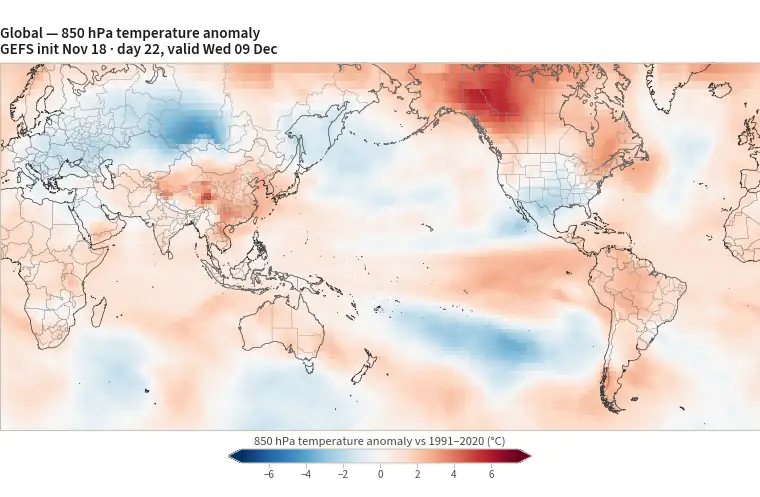 Global — 850 hPa temperature anomaly
GEFS init Nov 18 · day 22, valid Wed 09 Dec
850 hPa temperature anomaly vs 1991–2020 (°C)
−6 −4 −2 0 2 4 6